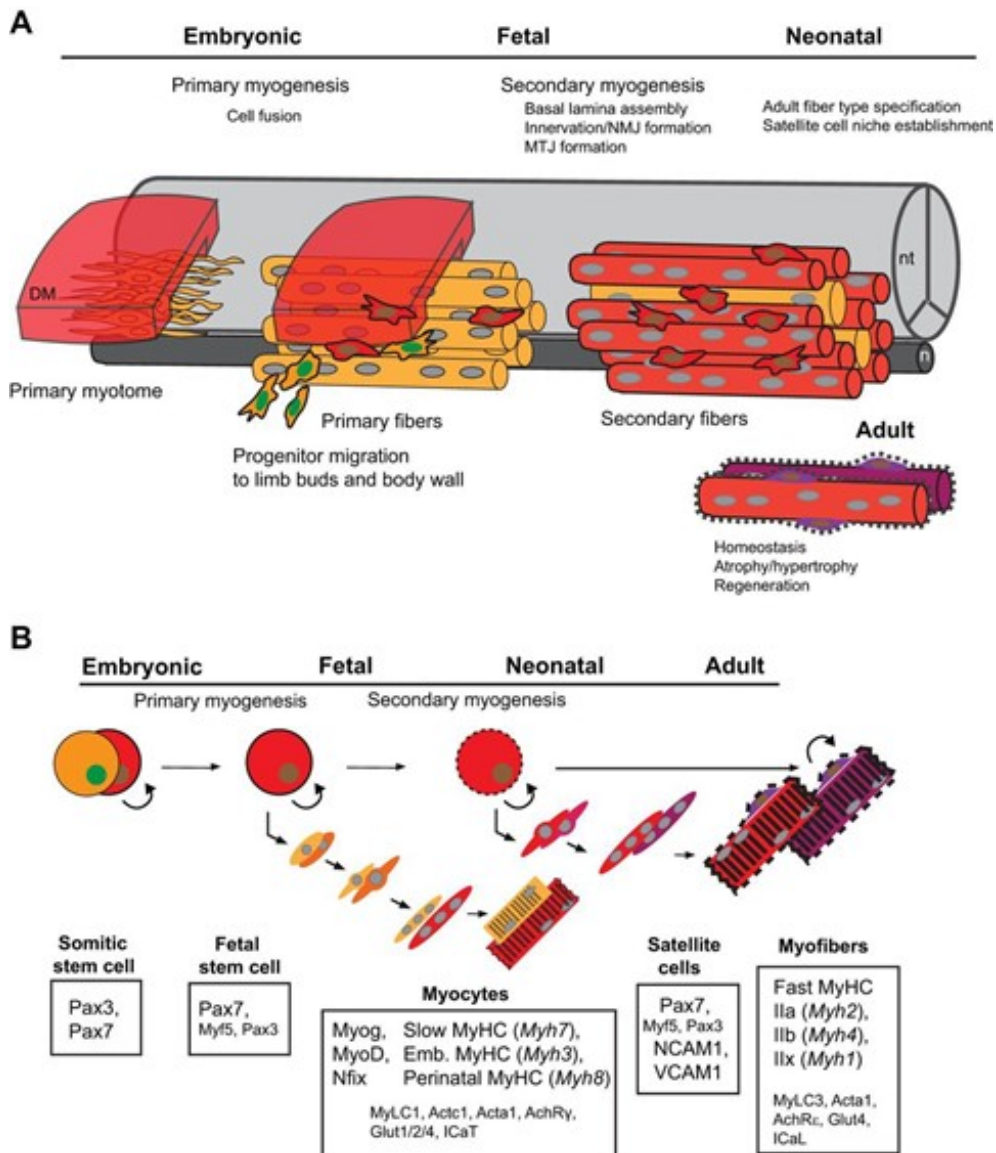 A
Embryonic Fetal Neonatal
Primary myogenesis
Cell fusion
Secondary myogenesis
Basal lamina assembly
Innervation/NMJ formation
MTJ formation
Adult fiber type specification
Satellite cell niche establishment
DM
nt
n
Primary myotome
Primary fibers
Secondary fibers
Progenitor migration
to limb buds and body wall
Adult
Homeostasis
Atrophy/hypertrophy
Regeneration
B
Embryonic Fetal Neonatal Adult
Primary myogenesis Secondary myogenesis
Somitic
stem cell
Pax3,
Pax7
Fetal
stem cell
Pax7,
Myf5, Pax3
Myocytes
Myog, Slow MyHC (Myh7),
MyoD, Emb. MyHC (Myh3),
Nfix Perinatal MyHC (Myh8)
MyLC1, Actc1, Acta1, AchRγ,
Glut1/2/4, ICaT
Satellite
cells
Pax7,
Myf5, Pax3
NCAM1,
VCAM1
Myofibers
Fast MyHC
IIa (Myh2),
IIb (Myh4),
IIx (Myh1)
MyLC3, Acta1,
AchRε, Glut4,
ICaL